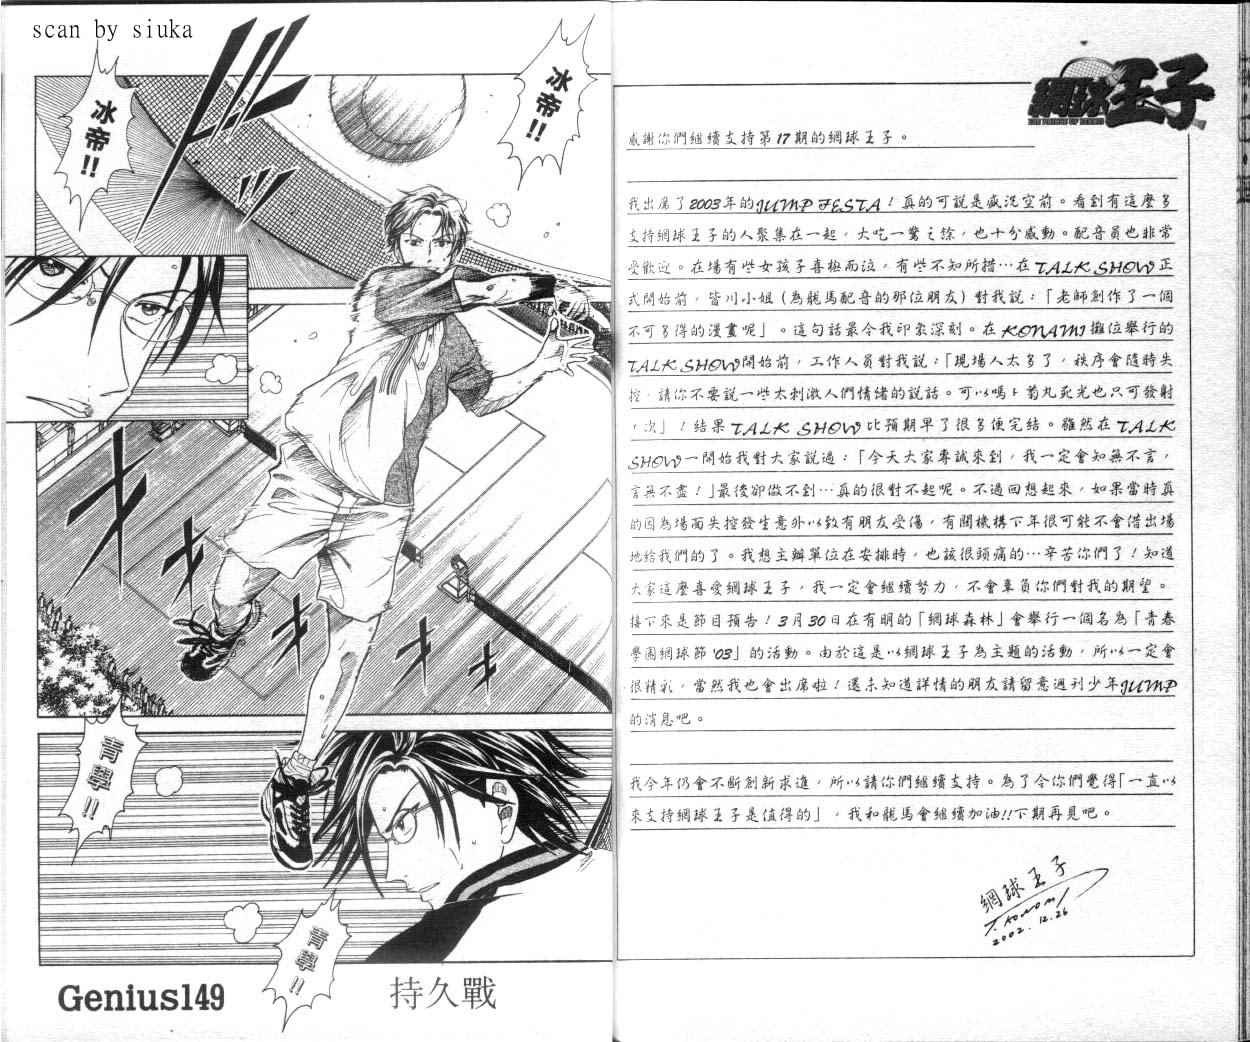 scan by siuka
冰帝!!
冰帝!!
青學!!
青學!!
Genius149
持久戰
網球王子
THE PRINCE OF TENNIS
感謝你們繼續支持第17期的網球王子。
我出席了2003年的JUMP FESTA！真的可說是盛況空前。看到有這麼多
支持網球王子的人聚集在一起，大吃一驚之餘，也十分感動。配音員也非常
受歡迎。在場有些女孩子喜極而泣，有些不知所措…在TALK SHOW正
式開始前，皆川小姐（為龍馬配音的那位朋友）對我說：「老師創作了一個
不可多得的漫畫呢」。這句話最令我印象深刻。在KONAMI攤位舉行的
TALK SHOW開始前，工作人員對我說：「現場人太多了，秩序會隨時失
控，請你不要說一些太刺激人們情緒的說話。可以嗎？菊丸死光也只可發射
一次」！結果TALK SHOW比預期早了很多便完結。雖然在TALK
SHOW一開始我對大家說過：「今天大家專誠來到，我一定會知無不言，
言無不盡！」最後卻做不到…真的很對不起呢。不過回想起來，如果當時真
的因為場面失控發生意外以致有朋友受傷，有關機構下年很可能不會借出場
地給我們的了。我想主辦單位在安排時，也該很頭痛的…辛苦你們了！知道
大家這麼喜愛網球王子，我一定會繼續努力，不會辜負你們對我的期望。
接下來是節目預告！3月30日在有明的「網球森林」會舉行一個名為「青春
學園網球節'03」的活動。由於這是以網球王子為主題的活動，所以一定會
很精彩，當然我也會出席啦！還未知道詳情的朋友請留意週刊少年JUMP
的消息吧。
我今年仍會不斷創新求進，所以請你們繼續支持。為了令你們覺得「一直以
來支持網球王子是值得的」，我和龍馬會繼續加油!!下期再見吧。
網球王子
T.KONOMI
2002.12.26